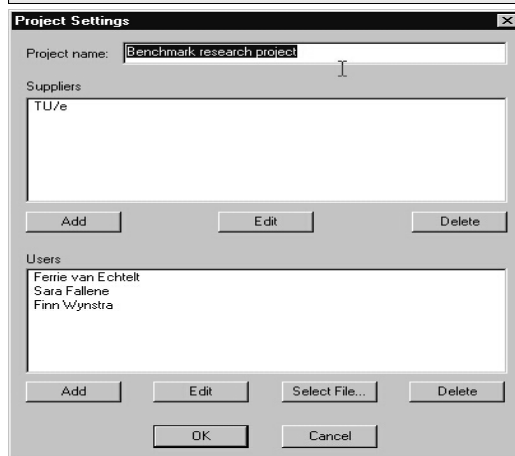 Project Settings
Project name: Benchmark research project
Suppliers
TU/e
Add Edit Delete
Users
Ferrie van Echtelt
Sara Fallene
Finn Wynstra
Add Edit Select File... Delete
OK Cancel